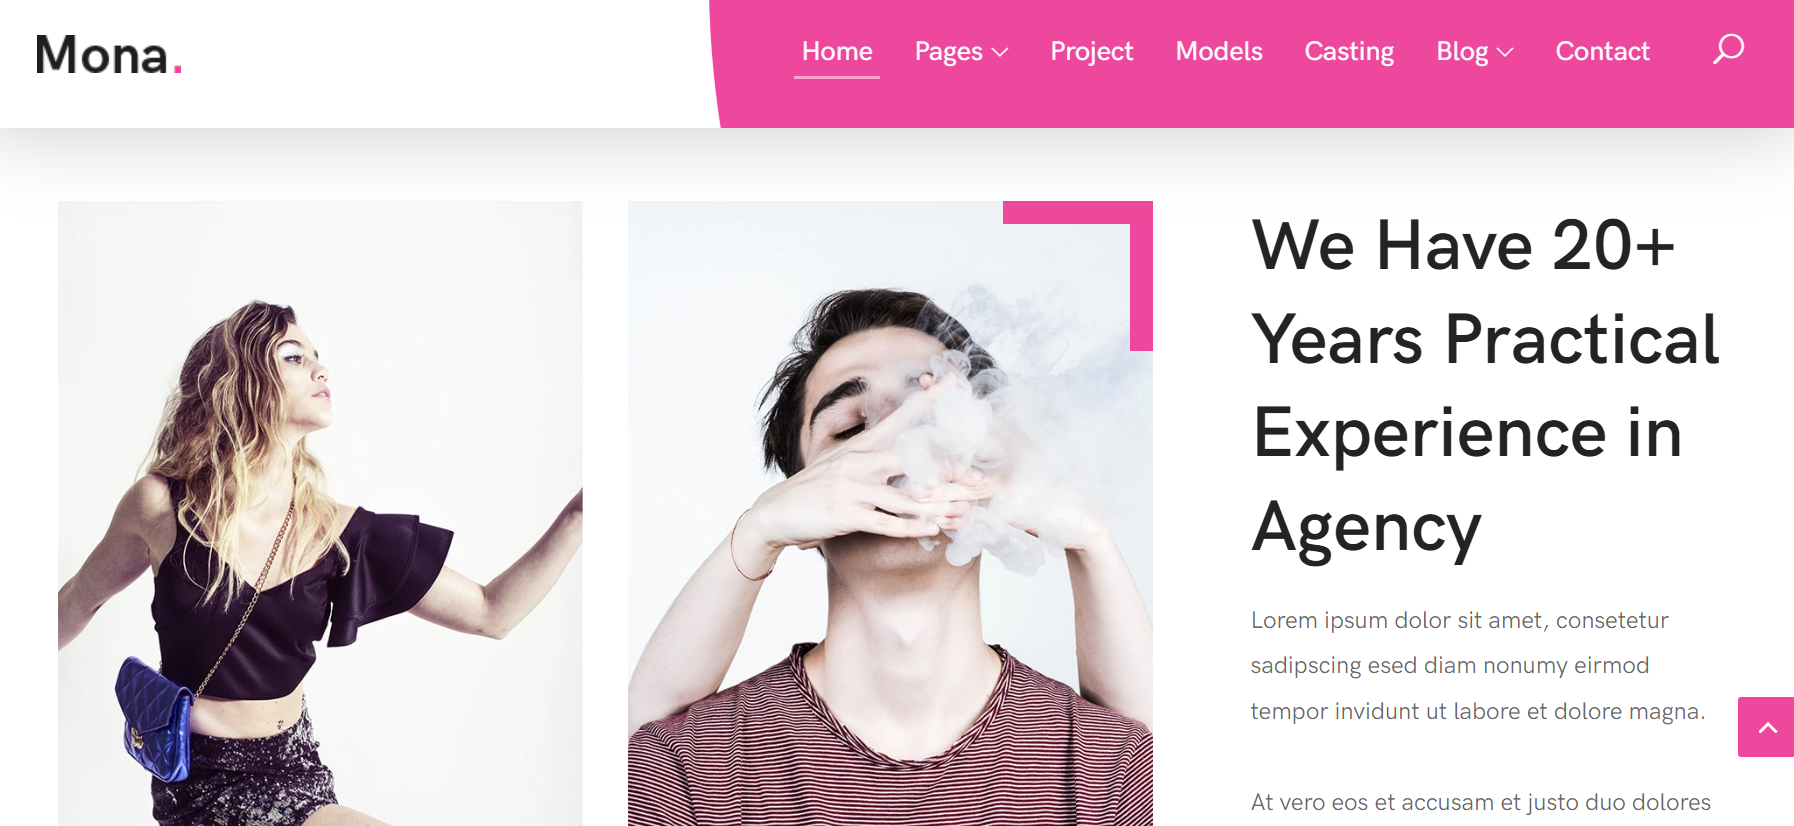 Mona.
Home Pages Project Models Casting Blog Contact
We Have 20+
Years Practical
Experience in
Agency
Lorem ipsum dolor sit amet, consetetur
sadipscing esed diam nonumy eirmod
tempor invidunt ut labore et dolore magna.
At vero eos et accusam et justo duo dolores